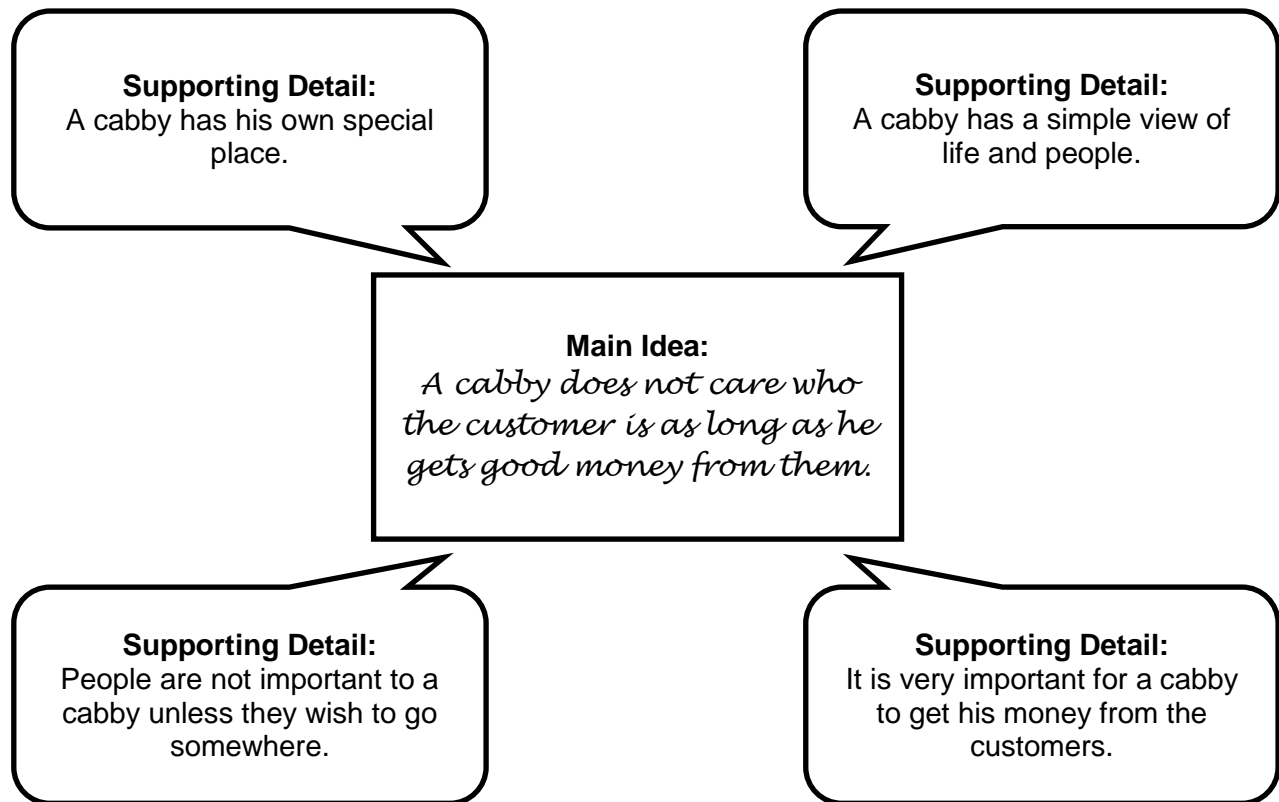 Supporting Detail:
A cabby has his own special
place.
Supporting Detail:
A cabby has a simple view of
life and people.
Main Idea:
A cabby does not care who
the customer is as long as he
gets good money from them.
Supporting Detail:
People are not important to a
cabby unless they wish to go
somewhere.
Supporting Detail:
It is very important for a cabby
to get his money from the
customers.